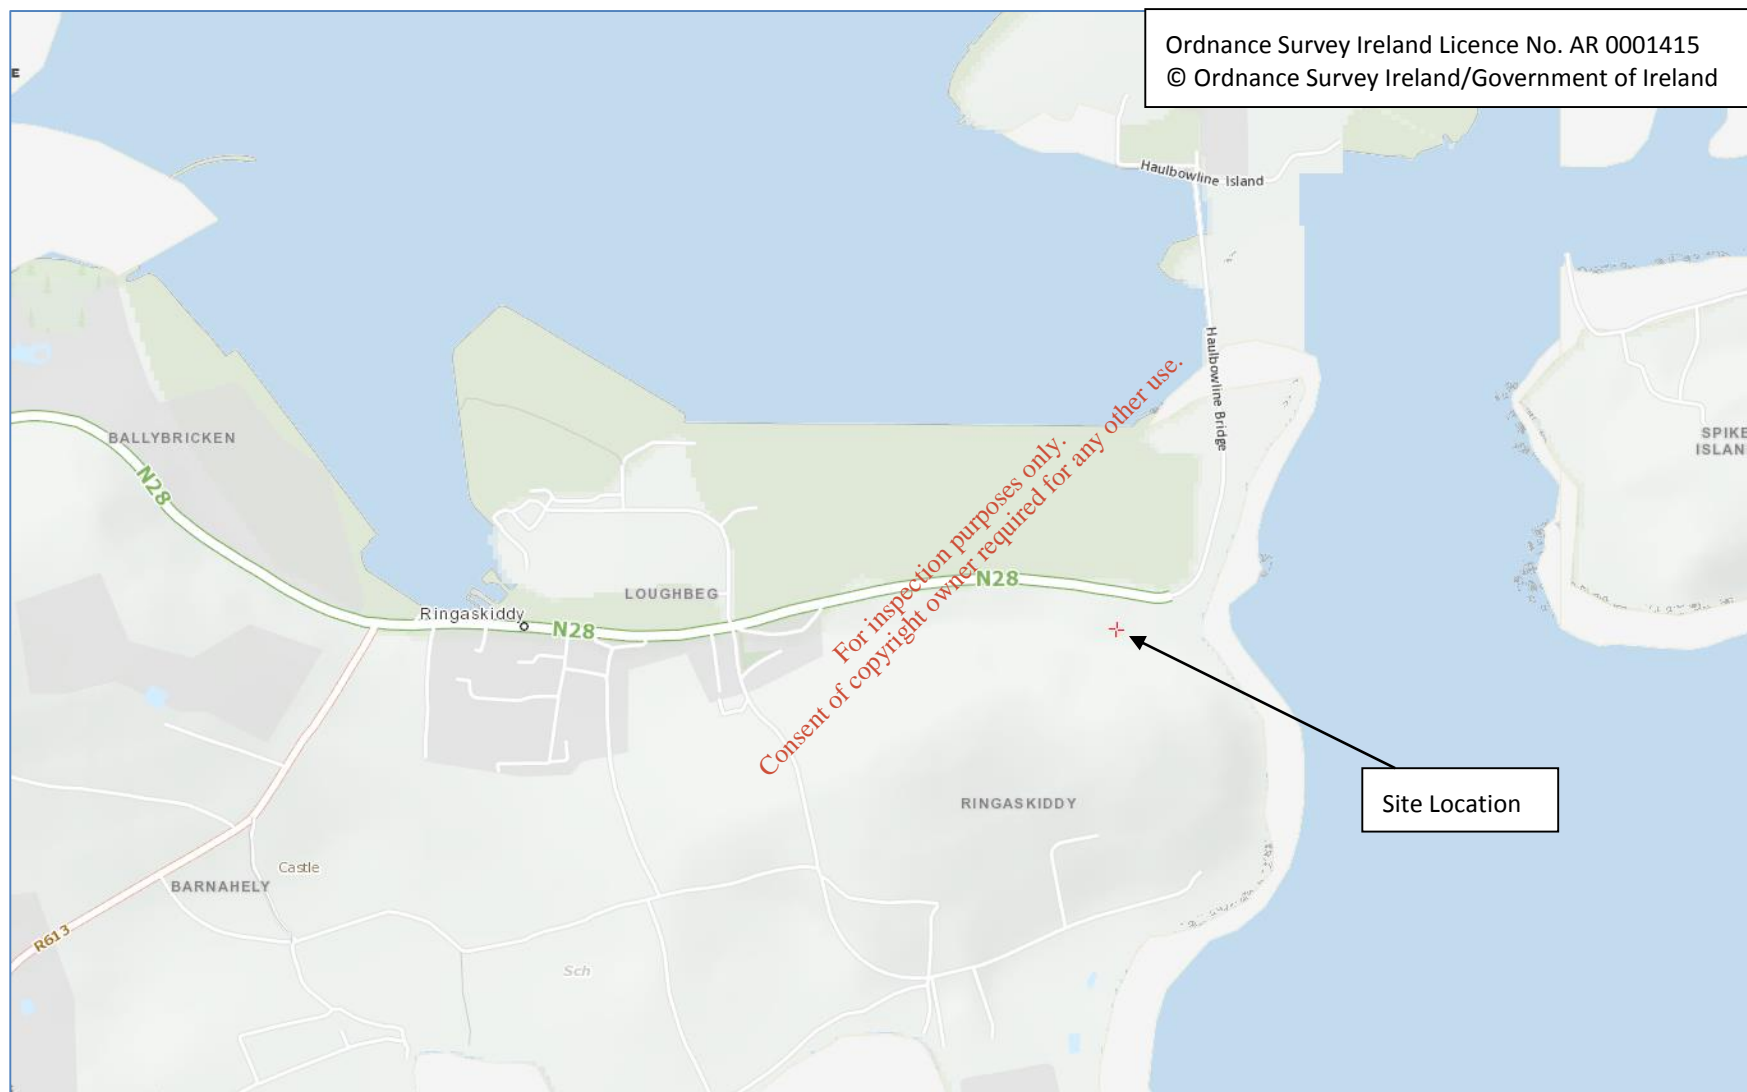 Ordnance Survey Ireland Licence No. AR 0001415
© Ordnance Survey Ireland/Government of Ireland
E
Haulbowline Island
Haulbowline Bridge
BALLYBRICKEN
N28
SPIKE
ISLAN
For inspection purposes only.
Consent of copyright owner required for any other use.
N28
LOUGHBEG
Ringaskiddy
N28
Site Location
RINGASKIDDY
Castle
BARNAHELY
R613
Sch